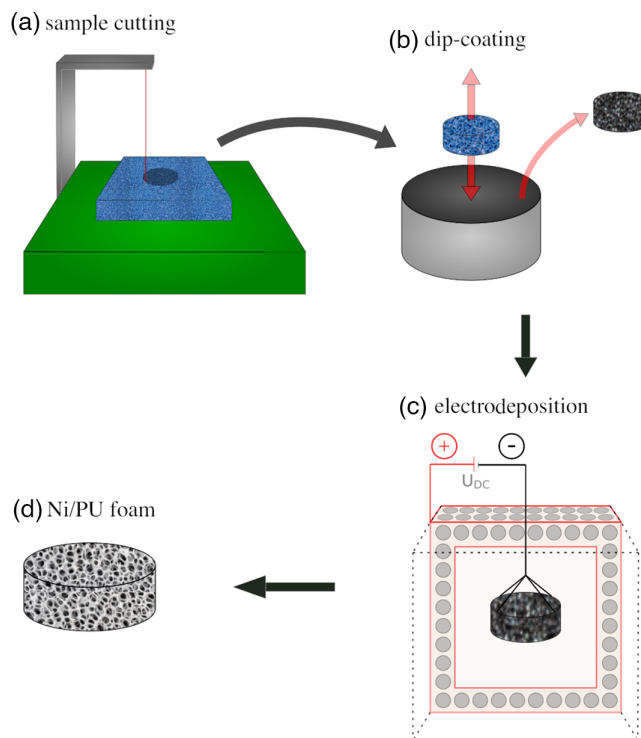 (a) sample cutting
(b) dip-coating
(c) electrodeposition
+
-
U_DC
(d) Ni/PU foam